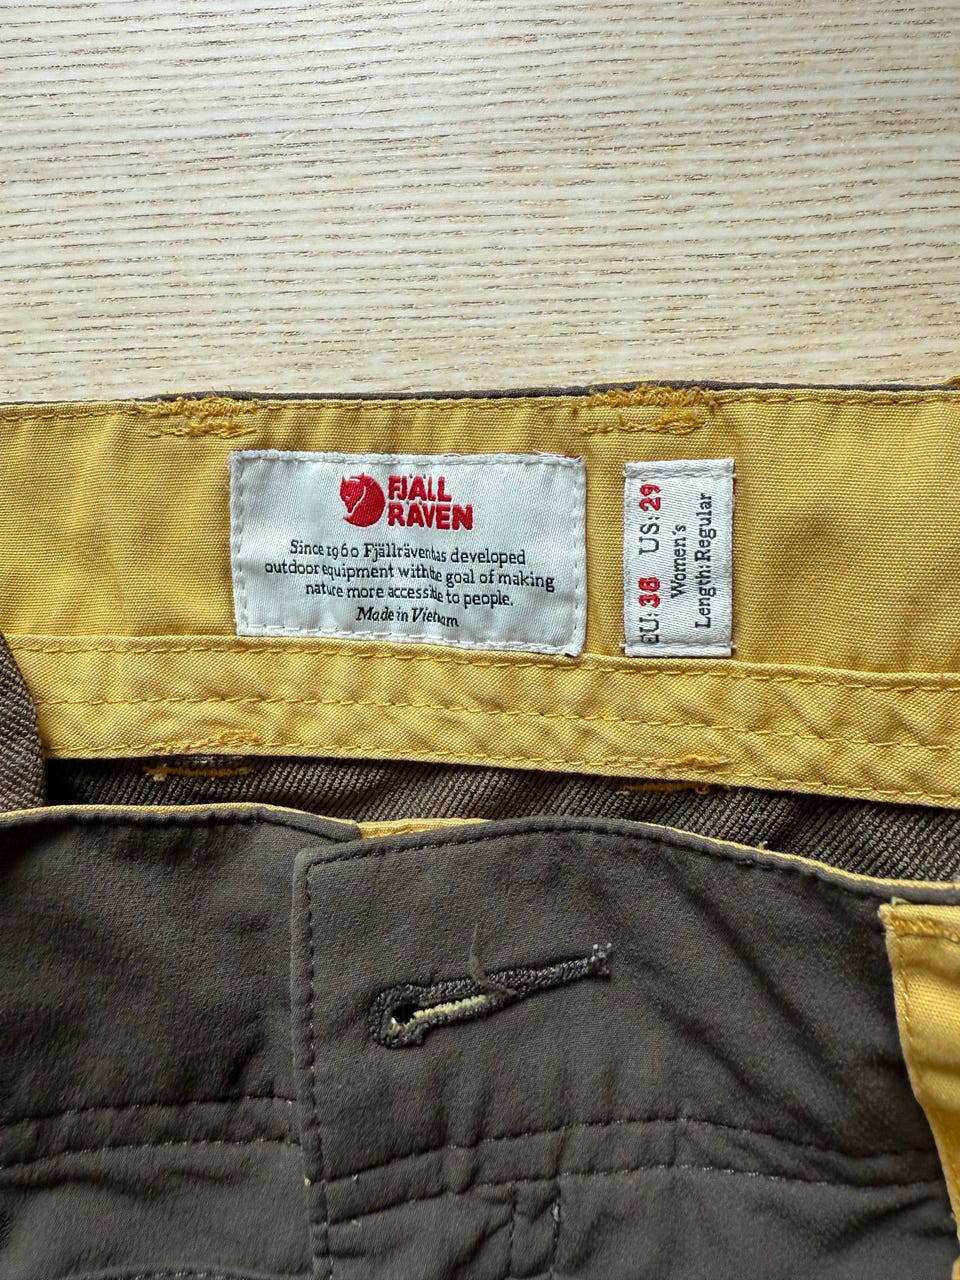 FJÄLL
RÄVEN
Since 1960 Fjällräven has developed
outdoor equipment with the goal of making
nature more accessible to people.
Made in Vietnam
EU: 38 US: 29
Women's
Length: Regular